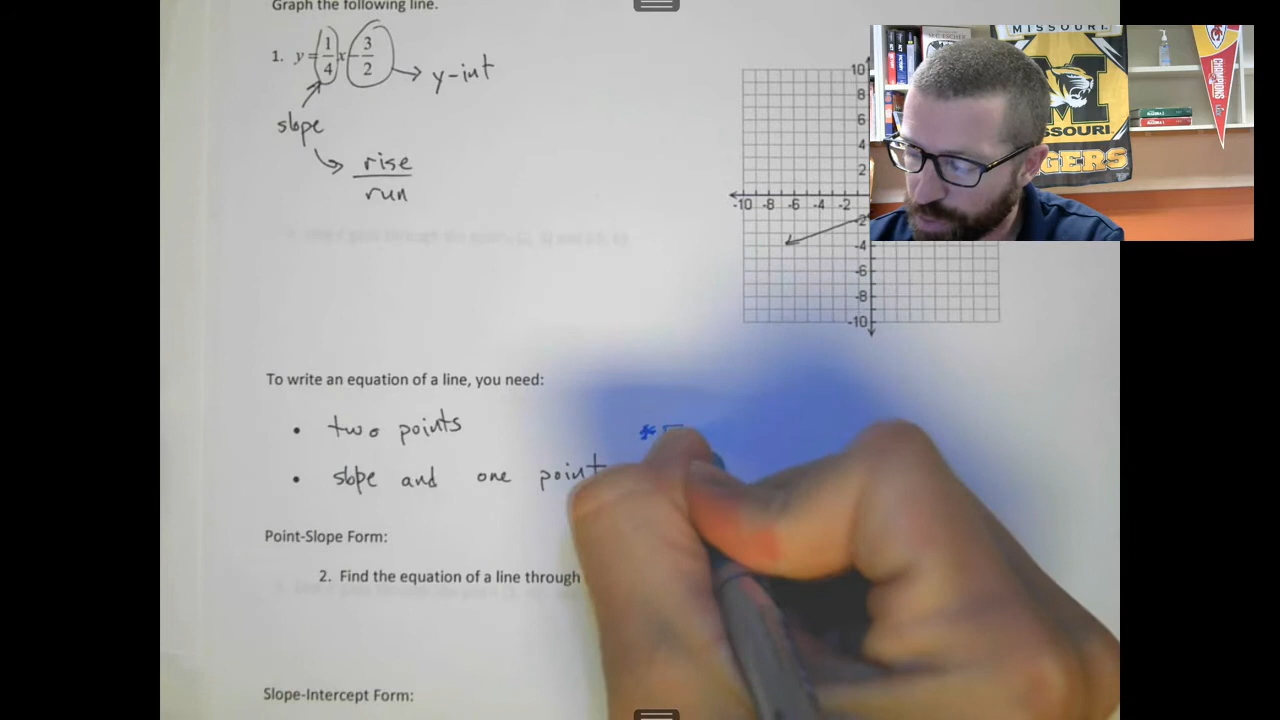 Graph the following line.
1. y = 1/4 x - 3/2
y-int
slope
rise
run
10
8
6
4
2
-10 -8 -6 -4 -2
-2
-4
-6
-8
-10
MISSOURI
M.C. ESCHER
M
SSOURI
GERS
CHAMPIONS
To write an equation of a line, you need:
• two points
• slope and one point
Point-Slope Form:
2. Find the equation of a line through
Slope-Intercept Form: